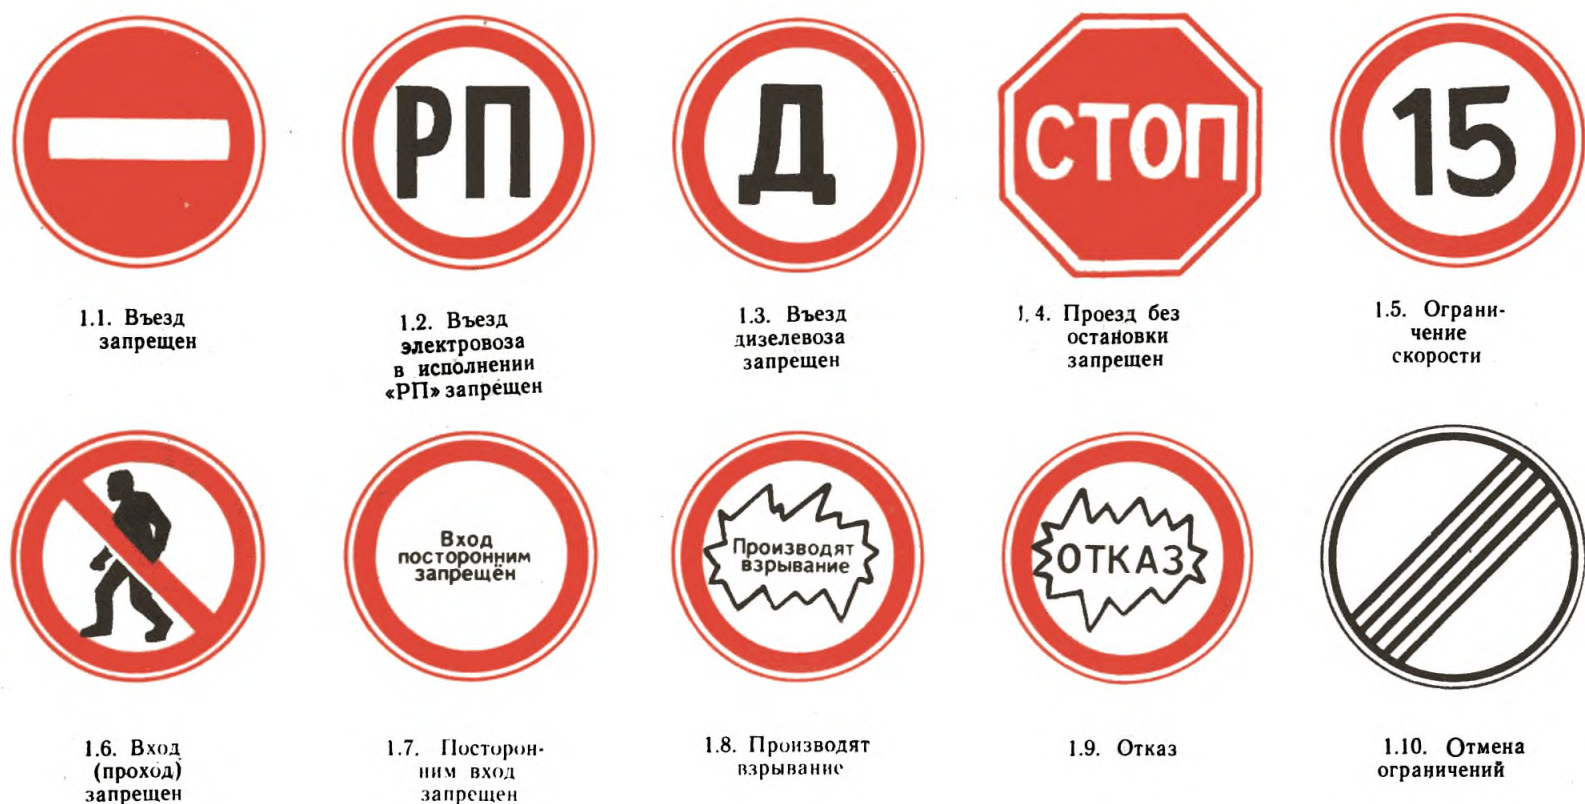 РП
Д
СТОП
15
1.1. Въезд
запрещен
1.2. Въезд
электровоза
в исполнении
«РП» запрещен
1.3. Въезд
дизелевоза
запрещен
1.4. Проезд без
остановки
запрещен
1.5. Ограни-
чение
скорости
Вход
посторонним
запрещён
Производят
взрывание
ОТКАЗ
1.6. Вход
(проход)
запрещен
1.7. Посторон-
ним вход
запрещен
1.8. Производят
взрывание
1.9. Отказ
1.10. Отмена
ограничений